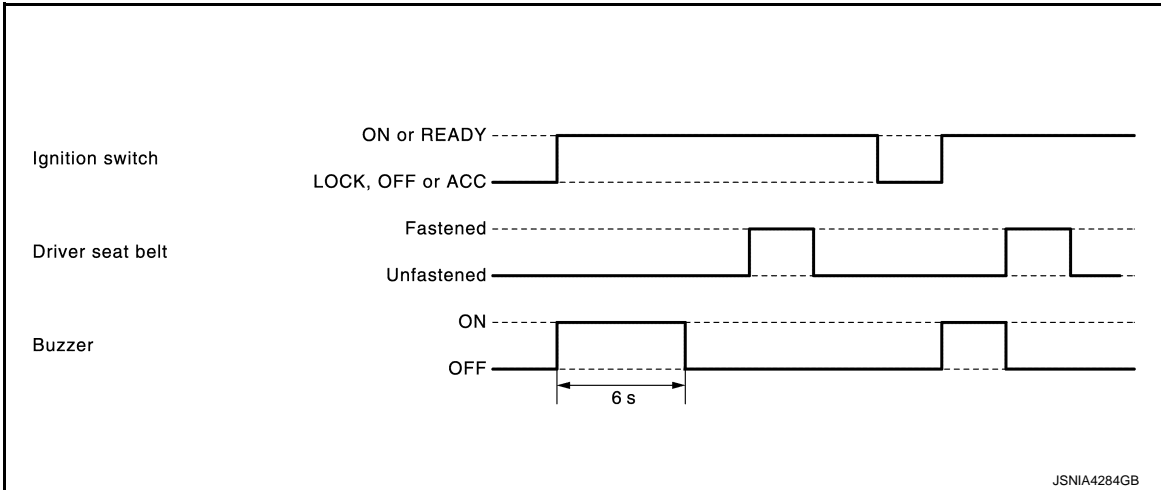 Ignition switch
ON or READY
LOCK, OFF or ACC
Driver seat belt
Fastened
Unfastened
Buzzer
ON
OFF
6 s
JSNIA4284GB